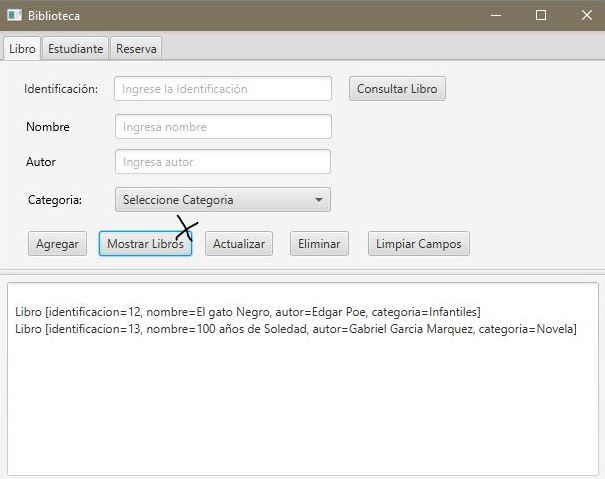 Biblioteca
Libro Estudiante Reserva
Identificación: Ingrese la Identificación Consultar Libro
Nombre Ingresa nombre
Autor Ingresa autor
Categoria: Seleccione Categoria
Agregar Mostrar Libros Actualizar Eliminar Limpiar Campos
Libro [identificacion=12, nombre=El gato Negro, autor=Edgar Poe, categoria=Infantiles]
Libro [identificacion=13, nombre=100 años de Soledad, autor=Gabriel Garcia Marquez, categoria=Novela]